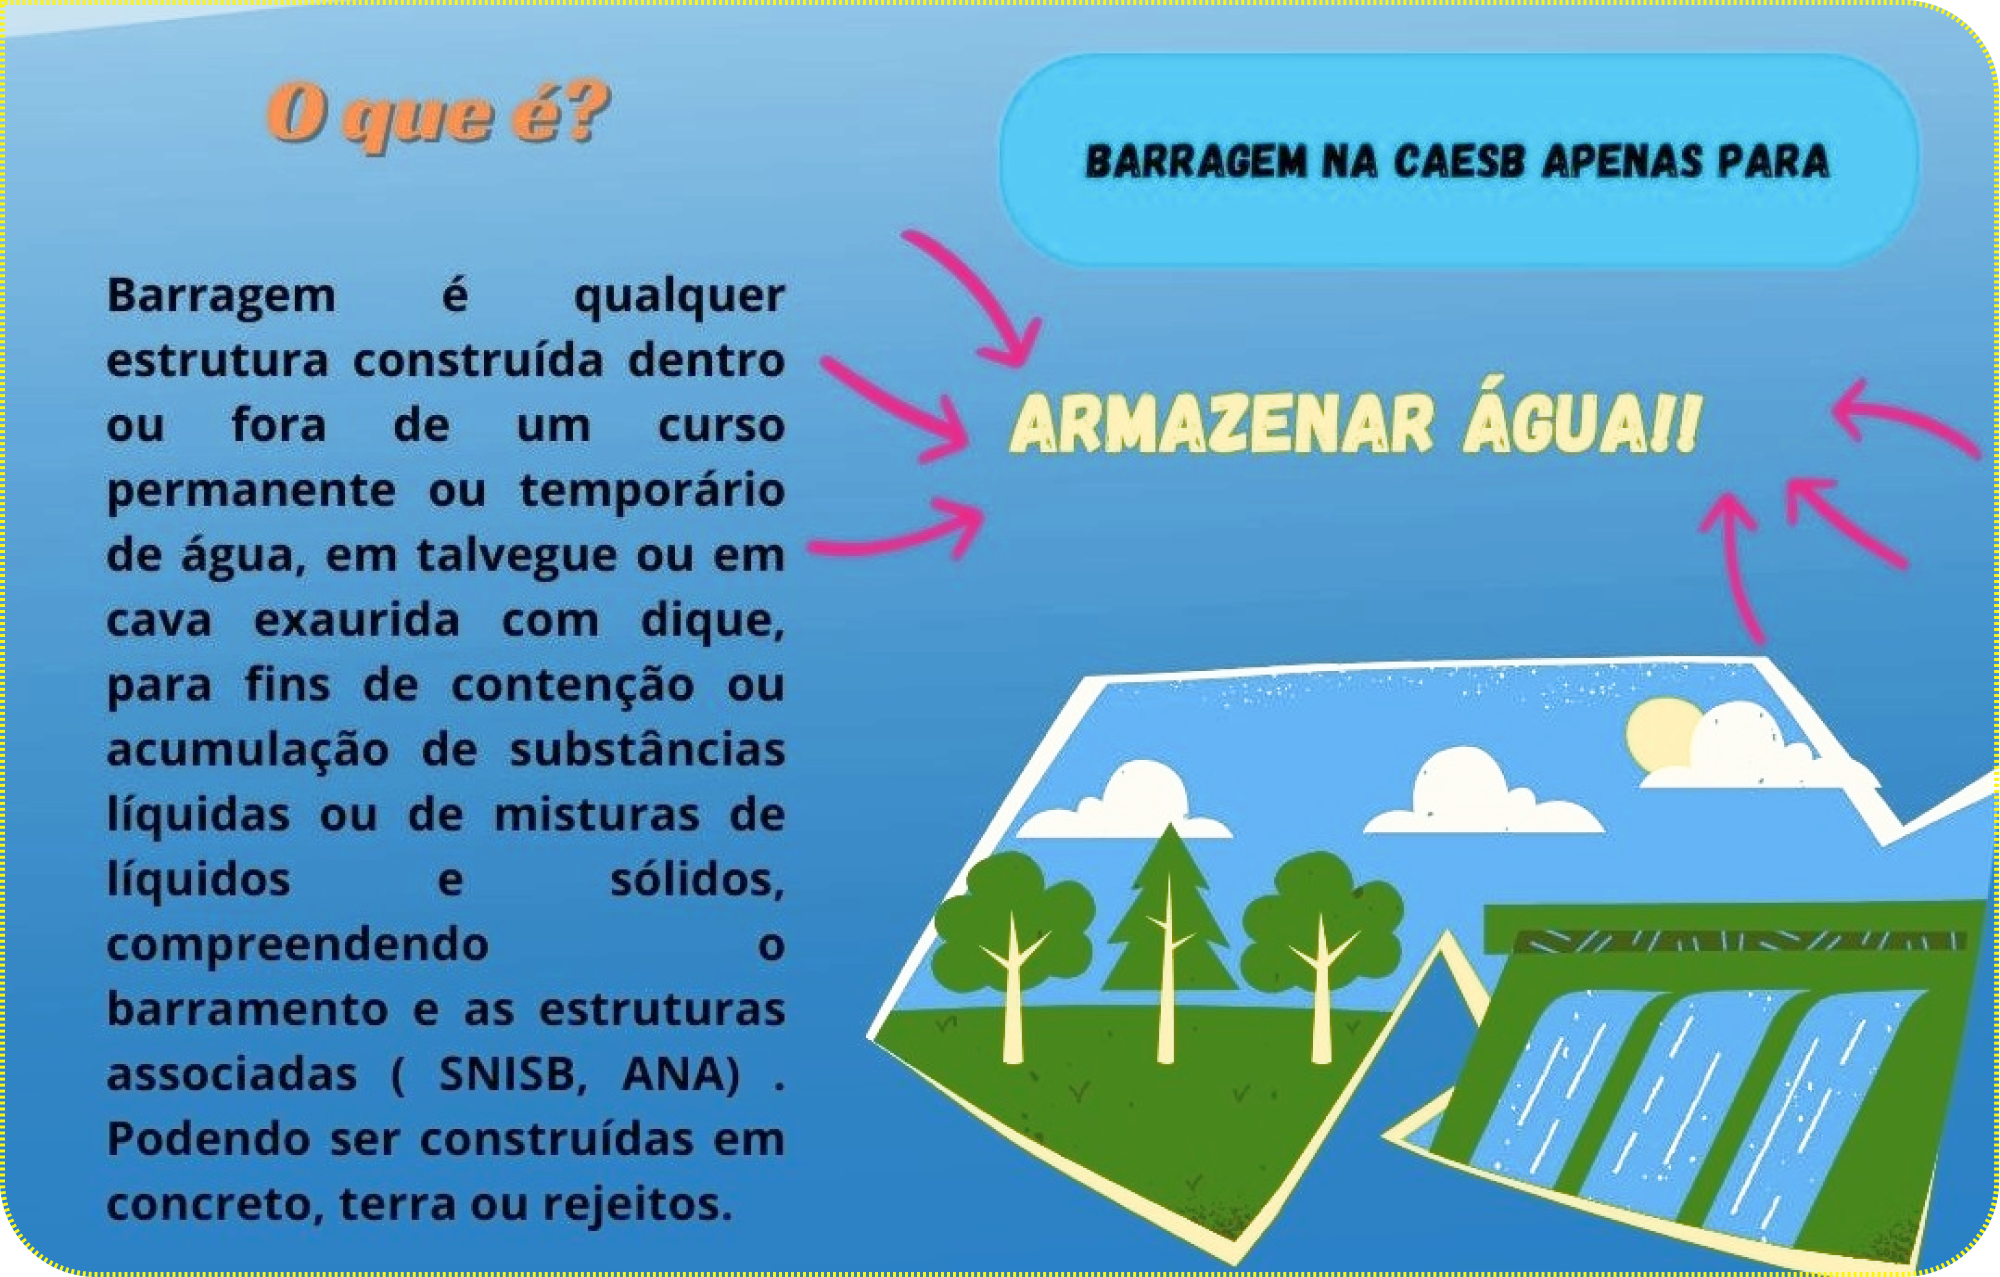 O que é?
Barragem é qualquer
estrutura construída dentro
ou fora de um curso
permanente ou temporário
de água, em talvegue ou em
cava exaurida com dique,
para fins de contenção ou
acumulação de substâncias
líquidas ou de misturas de
líquidos e sólidos,
compreendendo o
barramento e as estruturas
associadas ( SNISB, ANA) .
Podendo ser construídas em
concreto, terra ou rejeitos.
BARRAGEM NA CAESB APENAS PARA
ARMAZENAR ÁGUA!!